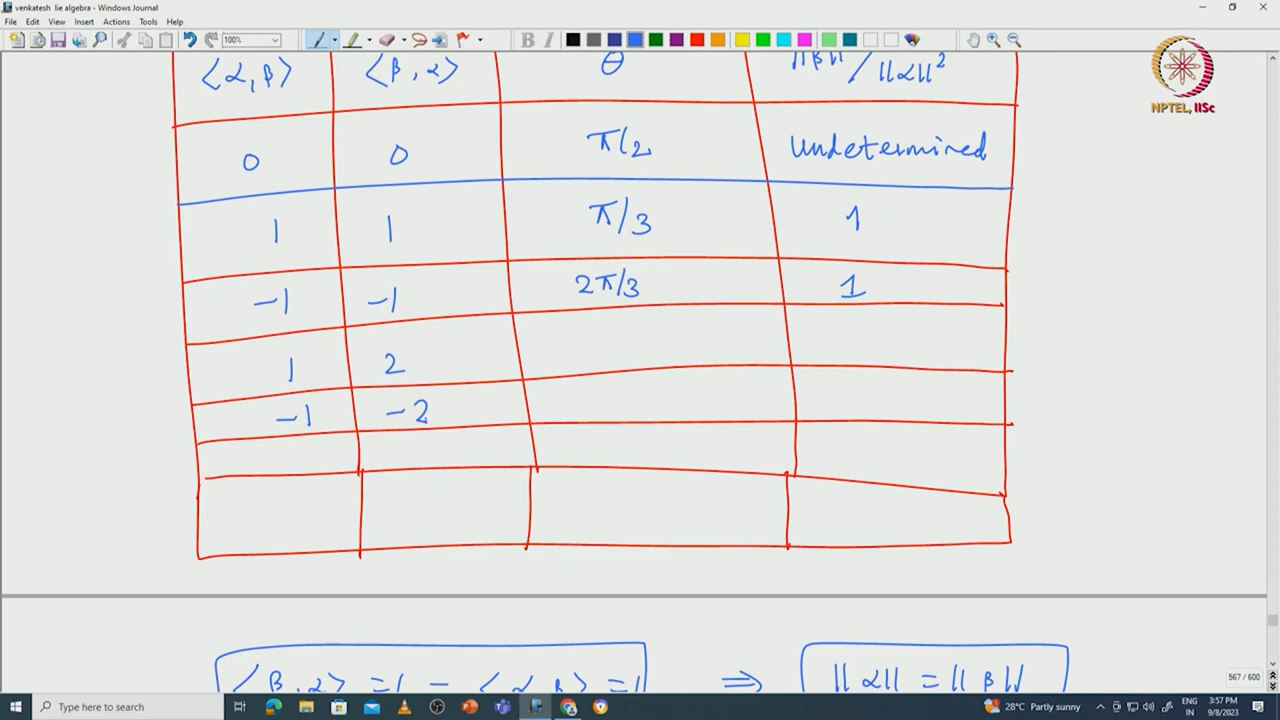 venkatesh lie algebra - Windows Journal
File Edit View Insert Actions Tools Help
100%
B I
NPTEL, IISc
⟨α, β⟩ ⟨β, α⟩ θ ||β||²/||α||²
0 0 π/2 Undetermined
1 1 π/3 1
-1 -1 2π/3 1
1 2
-1 -2
⟨β, α⟩ = 1 = ⟨α, β⟩ = 1 ⇒ ||α|| = ||β||
567 / 600
Type here to search
28°C Partly sunny
ENG
IN
3:57 PM
9/8/2023